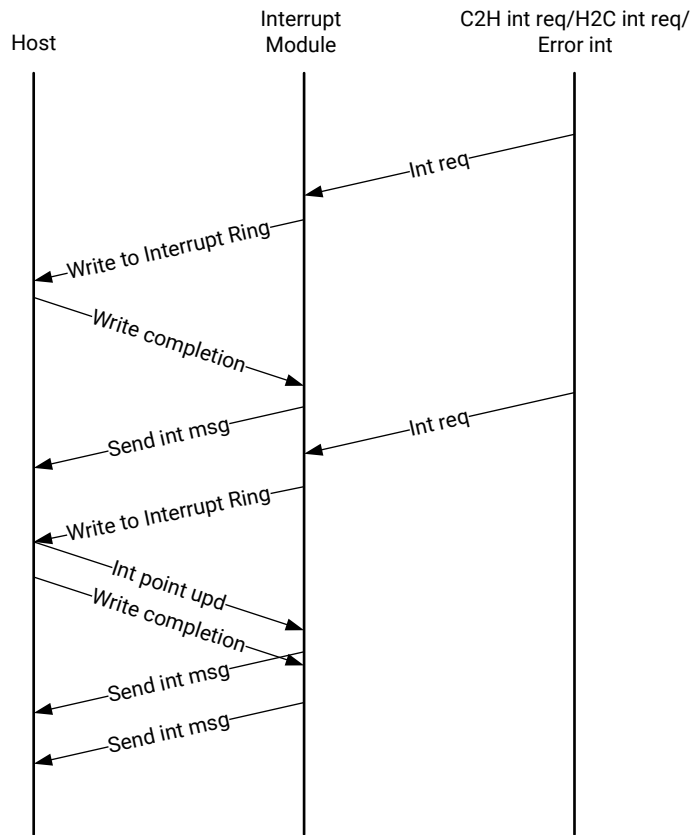 Host
Interrupt
Module
C2H int req/H2C int req/
Error int
Int req
Write to Interrupt Ring
Write completion
Int req
Send int msg
Write to Interrupt Ring
Int point upd
Write completion
Send int msg
Send int msg